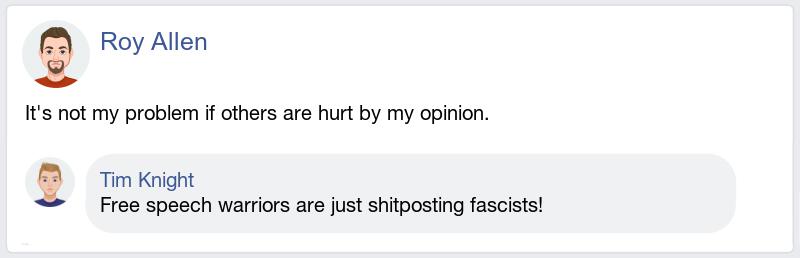 Roy Allen
It's not my problem if others are hurt by my opinion.
Tim Knight
Free speech warriors are just shitposting fascists!